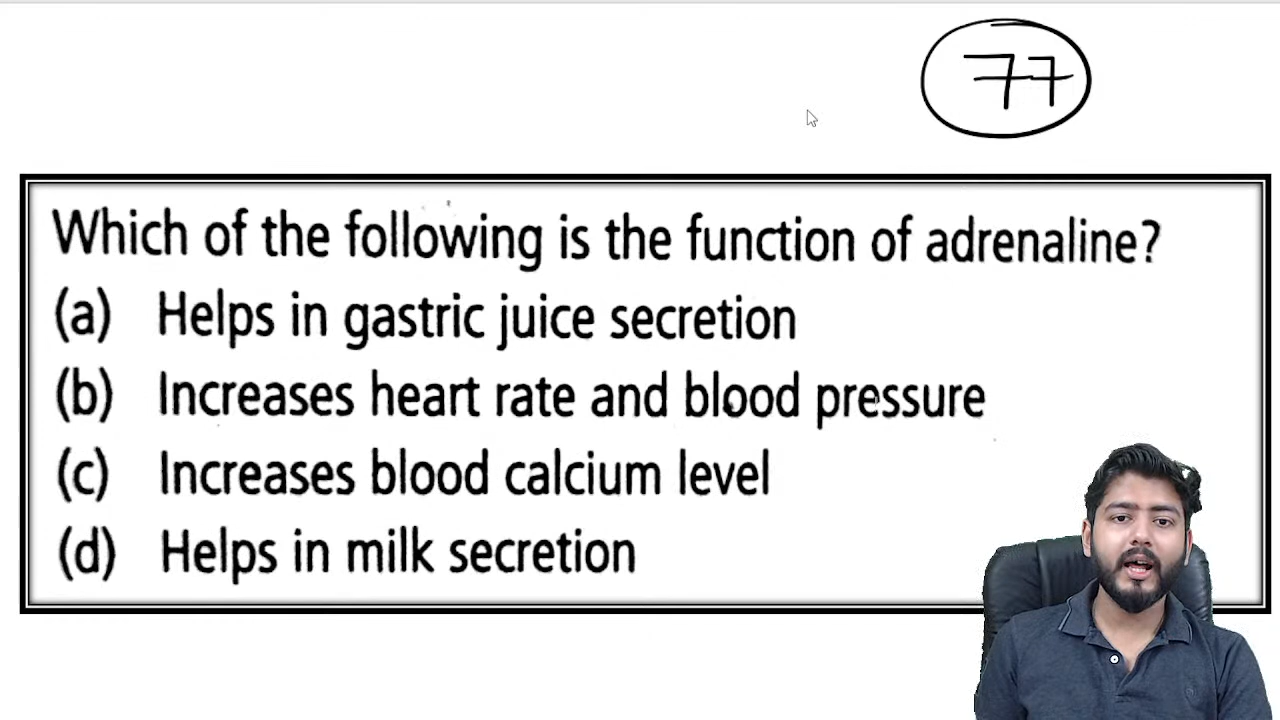 77
Which of the following is the function of adrenaline?
(a) Helps in gastric juice secretion
(b) Increases heart rate and blood pressure
(c) Increases blood calcium level
(d) Helps in milk secretion